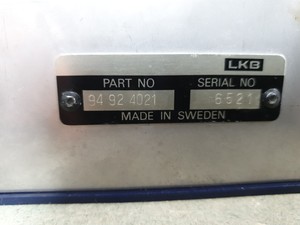 LKB
PART NO SERIAL NO
94 92 4021 6521
MADE IN SWEDEN